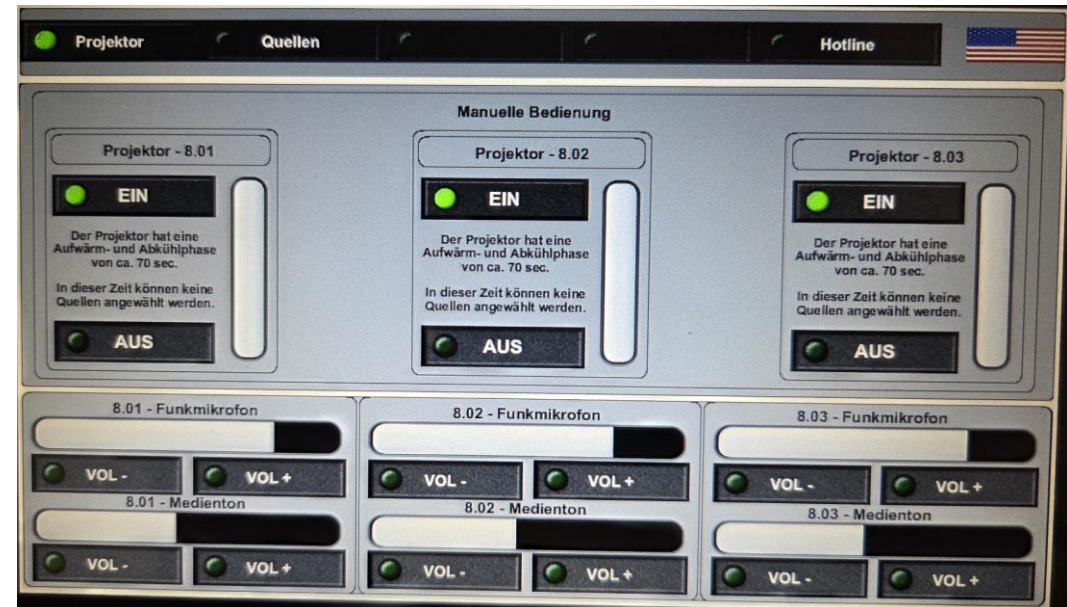 Projektor
Quellen
Hotline
Manuelle Bedienung
Projektor - 8.01
EIN
Der Projektor hat eine
Aufwärm- und Abkühlphase
von ca. 70 sec.
In dieser Zeit können keine
Quellen angewählt werden.
AUS
Projektor - 8.02
EIN
Der Projektor hat eine
Aufwärm- und Abkühlphase
von ca. 70 sec.
In dieser Zeit können keine
Quellen angewählt werden.
AUS
Projektor - 8.03
EIN
Der Projektor hat eine
Aufwärm- und Abkühlphase
von ca. 70 sec.
In dieser Zeit können keine
Quellen angewählt werden.
AUS
8.01 - Funkmikrofon
VOL - VOL +
8.01 - Medienton
VOL - VOL +
8.02 - Funkmikrofon
VOL - VOL +
8.02 - Medienton
VOL - VOL +
8.03 - Funkmikrofon
VOL - VOL +
8.03 - Medienton
VOL - VOL +